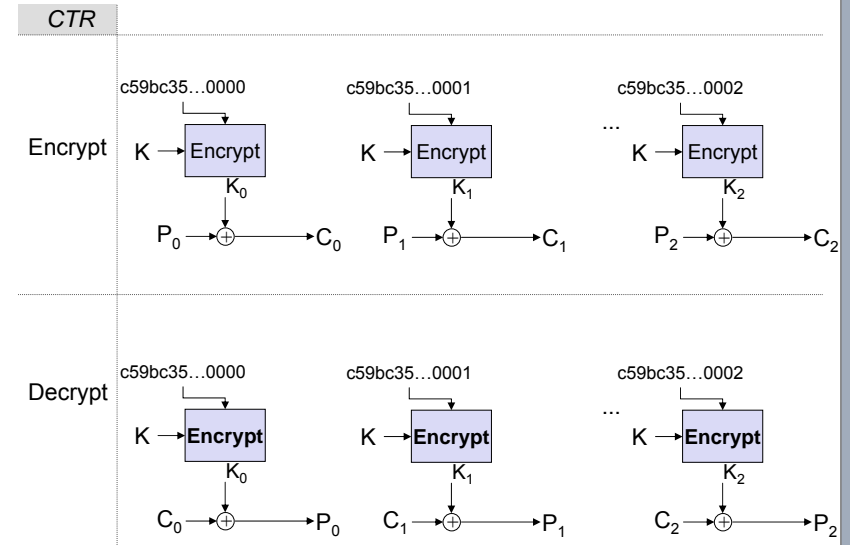 CTR
c59bc35…0000 c59bc35…0001 c59bc35…0002
...
Encrypt K Encrypt K Encrypt K Encrypt
K₀ K₁ K₂
P₀ C₀ P₁ C₁ P₂ C₂
c59bc35…0000 c59bc35…0001 c59bc35…0002
Decrypt ...
K Encrypt K Encrypt K Encrypt
K₀ K₁ K₂
C₀ P₀ C₁ P₁ C₂ P₂